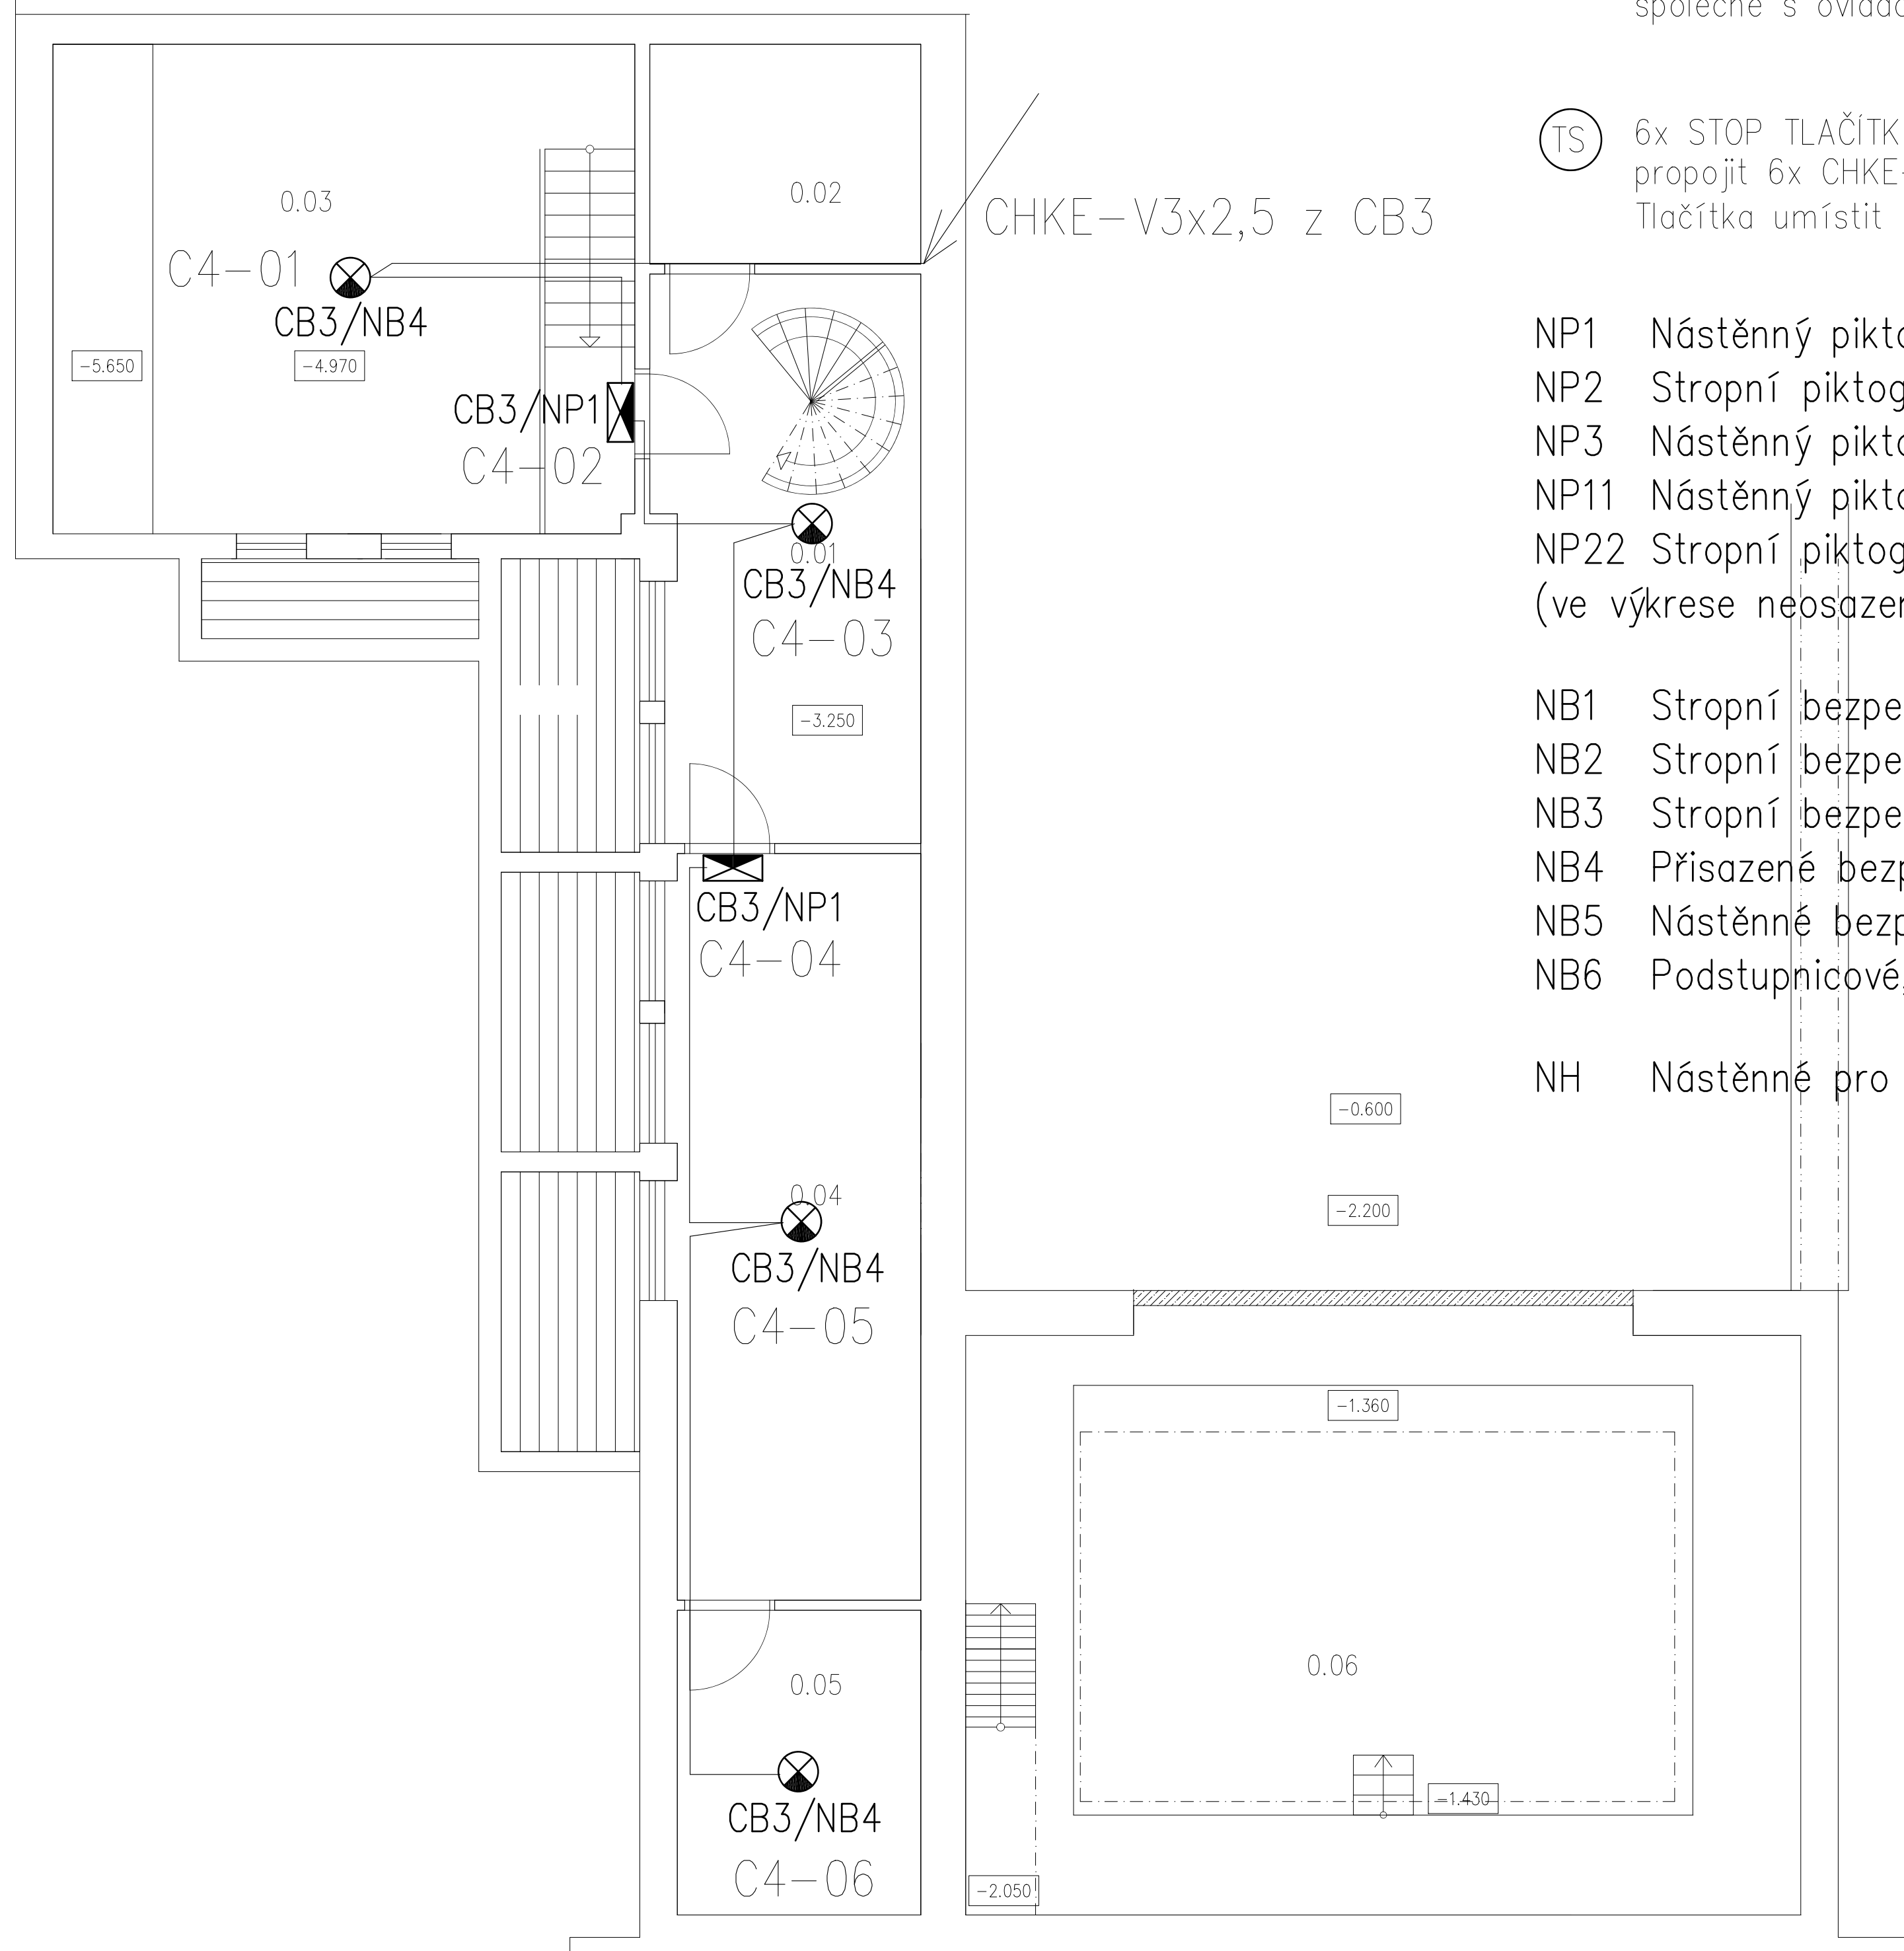 společně s
0.03
0.02
C4-01
CB3/NB4
-5.650
-4.970
CB3/NP1
C4-02
0.01
CB3/NB4
C4-03
-3.250
CB3/NP1
C4-04
0.04
CB3/NB4
C4-05
0.05
CB3/NB4
C4-06
CHKE-V3x2,5 z CB3
-0.600
-2.200
-1.360
0.06
-1.430
-2.050
TS
6x STOP TLAČÍTK
propojit 6x CHKE-
Tlačítka umístit
NP1 Nástěnný pikto
NP2 Stropní piktog
NP3 Nástěnný pikto
NP11 Nástěnný pikto
NP22 Stropní piktog
(ve výkrese neosazen
NB1 Stropní bezpe
NB2 Stropní bezpe
NB3 Stropní bezpe
NB4 Přisazené bezp
NB5 Nástěnné bezp
NB6 Podstupnicové,
NH Nástěnné pro